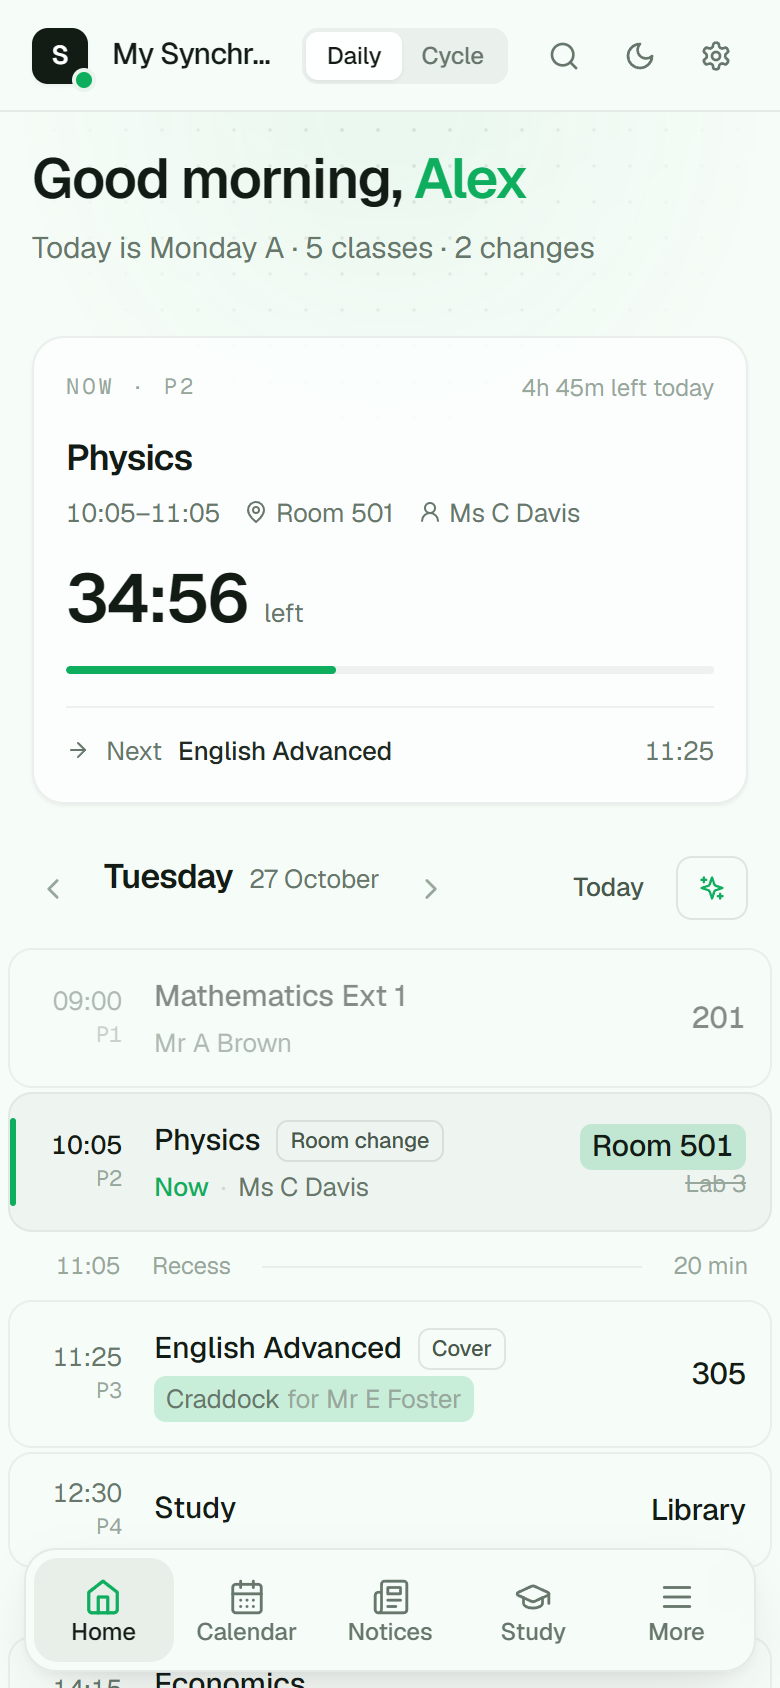 S My Synchr... Daily Cycle
Good morning, Alex
Today is Monday A · 5 classes · 2 changes
NOW · P2 4h 45m left today
Physics
10:05–11:05 Room 501 Ms C Davis
34:56 left
Next English Advanced 11:25
Tuesday 27 October Today
09:00 Mathematics Ext 1 201
P1 Mr A Brown
10:05 Physics Room change Room 501
P2 Now · Ms C Davis Lab 3
11:05 Recess 20 min
11:25 English Advanced Cover 305
P3 Craddock for Mr E Foster
12:30 Study Library
P4
Home Calendar Notices Study More
14:15 Economics